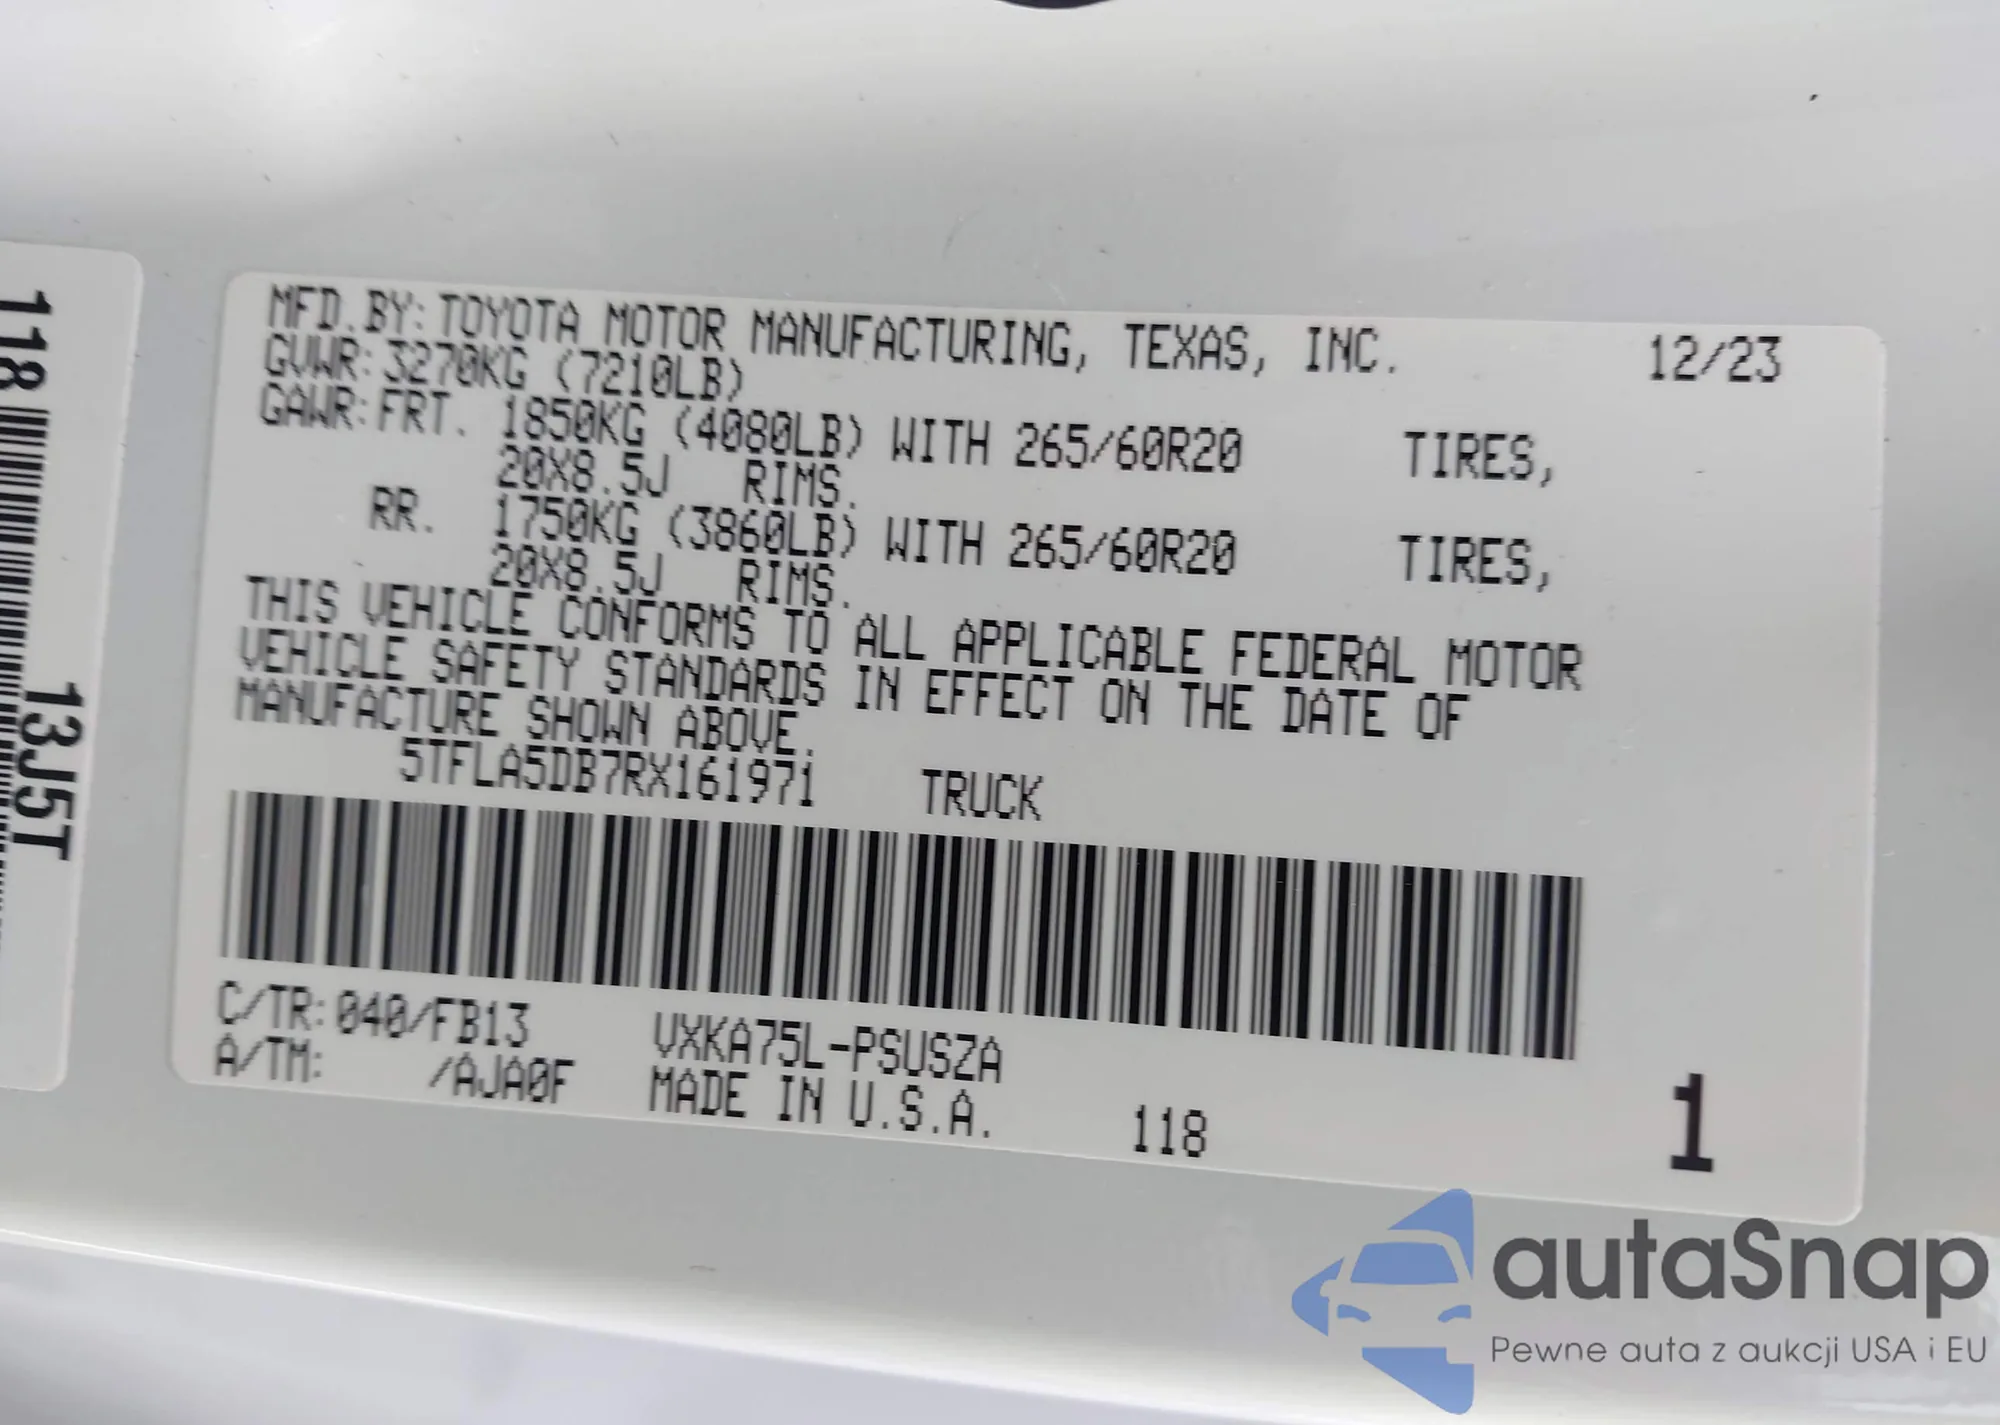 118
13J5T
MFD. BY: TOYOTA MOTOR MANUFACTURING, TEXAS, INC. 12/23
GVWR: 3270KG (7210LB)
GAWR: FRT. 1850KG (4080LB) WITH 265/60R20 TIRES,
20X8.5J RIMS.
RR. 1750KG (3860LB) WITH 265/60R20 TIRES,
20X8.5J RIMS.
THIS VEHICLE CONFORMS TO ALL APPLICABLE FEDERAL MOTOR
VEHICLE SAFETY STANDARDS IN EFFECT ON THE DATE OF
MANUFACTURE SHOWN ABOVE.
5TFLA5DB7RX161971 TRUCK
C/TR: 040/FB13 VXKA75L-PSUSZA
A/TM: /AJA0F MADE IN U.S.A. 118
1
autaSnap
Pewne auta z aukcji USA i EU